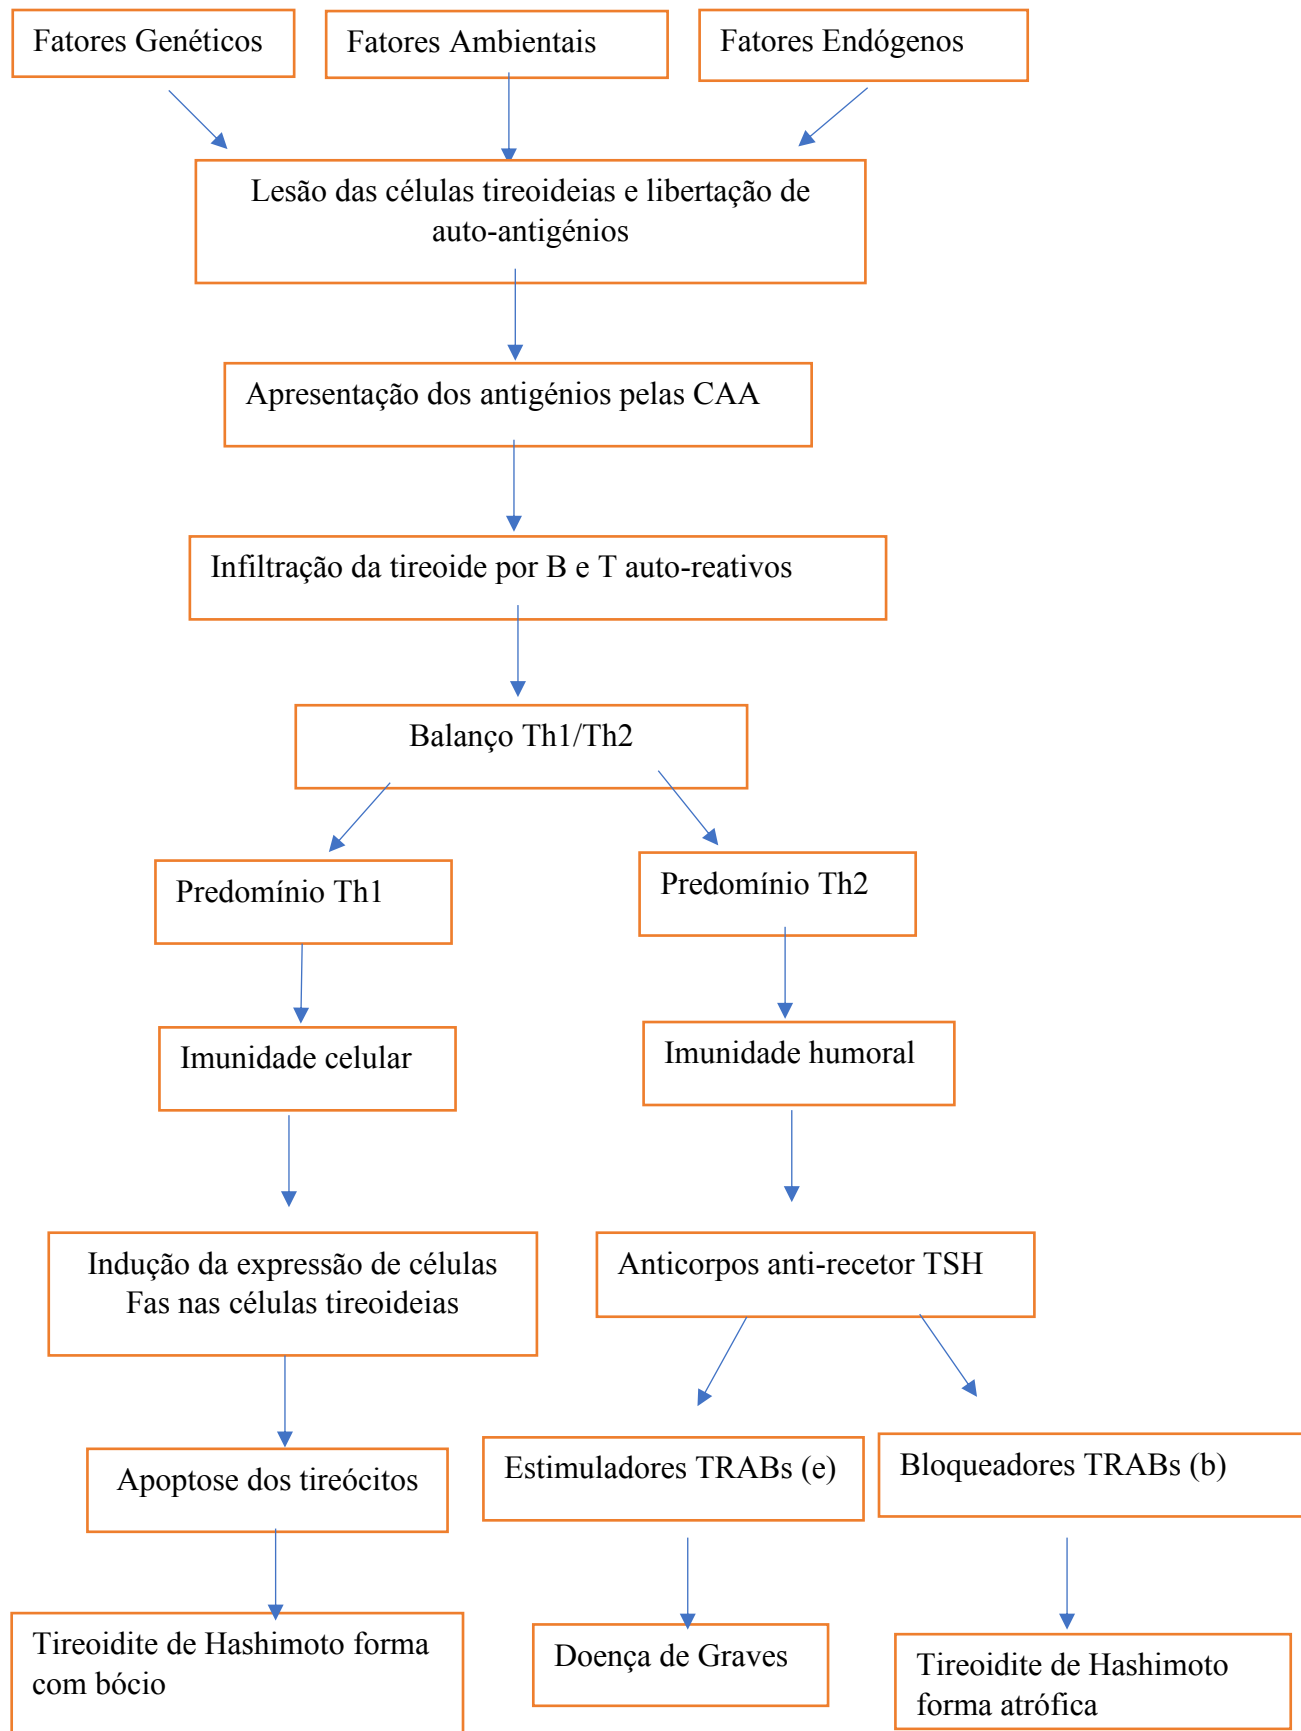 Fatores Genéticos
Fatores Ambientais
Fatores Endógenos
Lesão das células tireoideias e libertação de
auto-antigénios
Apresentação dos antigénios pelas CAA
Infiltração da tireoide por B e T auto-reativos
Balanço Th1/Th2
Predomínio Th1
Predomínio Th2
Imunidade celular
Imunidade humoral
Indução da expressão de células
Fas nas células tireoideias
Anticorpos anti-recetor TSH
Apoptose dos tireócitos
Estimuladores TRABs (e)
Bloqueadores TRABs (b)
Tireoidite de Hashimoto forma
com bócio
Doença de Graves
Tireoidite de Hashimoto
forma atrófica